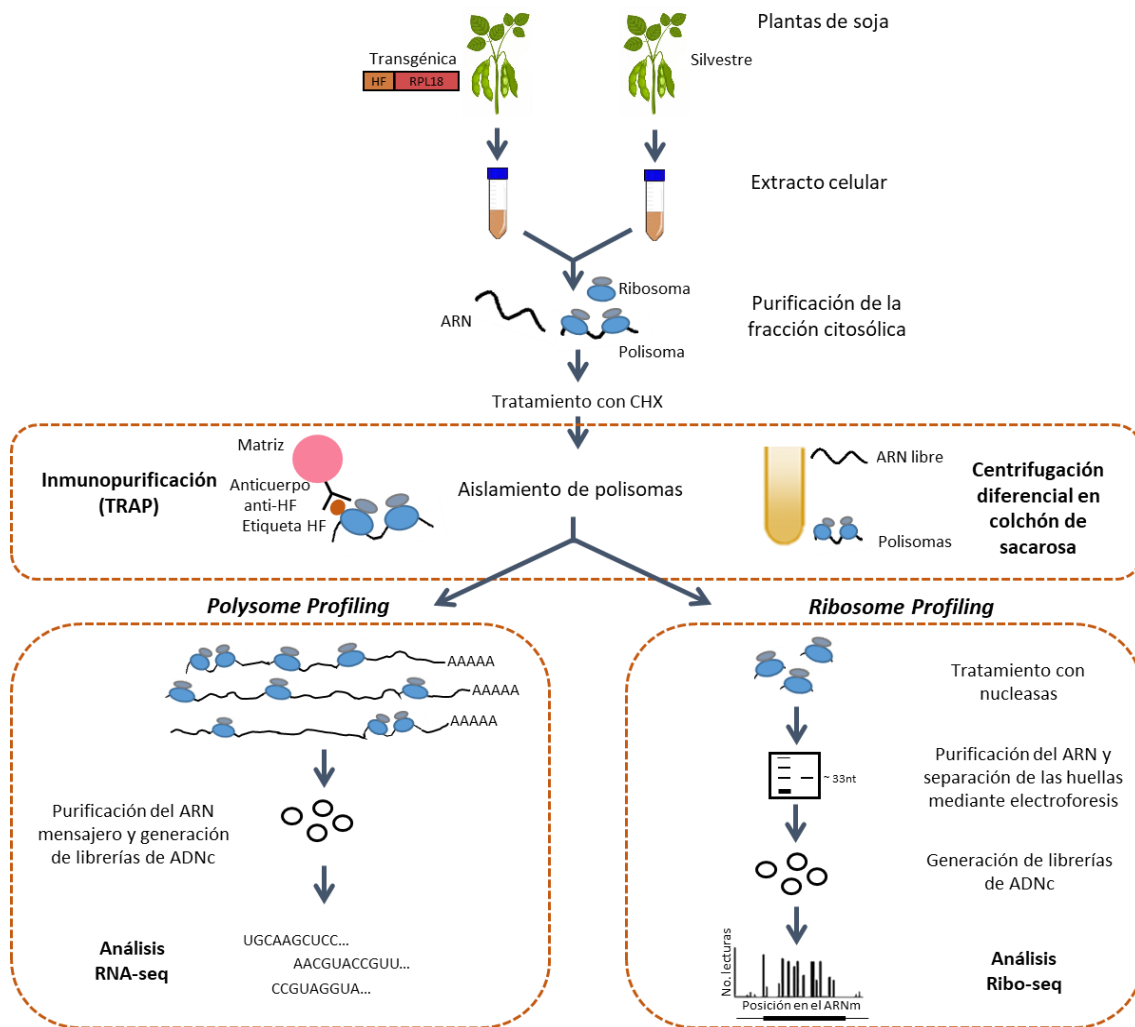 Plantas de soja
Transgénica
HF RPL18
Silvestre
Extracto celular
Ribosoma
ARN
Polisoma
Purificación de la
fracción citosólica
Tratamiento con CHX
Inmunopurificación
(TRAP)
Matriz
Anticuerpo
anti-HF
Etiqueta HF
Aislamiento de polisomas
ARN libre
Polisomas
Centrifugación
diferencial en
colchón de
sacarosa
Polysome Profiling
AAAAA
AAAAA
AAAAA
Purificación del ARN
mensajero y generación
de librerías de ADNc
Análisis
RNA-seq
UGCAAGCUCC...
AACGUACCGUU...
CCGUAGGUA...
Ribosome Profiling
Tratamiento con
nucleasas
~ 33nt
Purificación del ARN y
separación de las huellas
mediante electroforesis
Generación de librerías
de ADNc
No. lecturas
Posición en el ARNm
Análisis
Ribo-seq